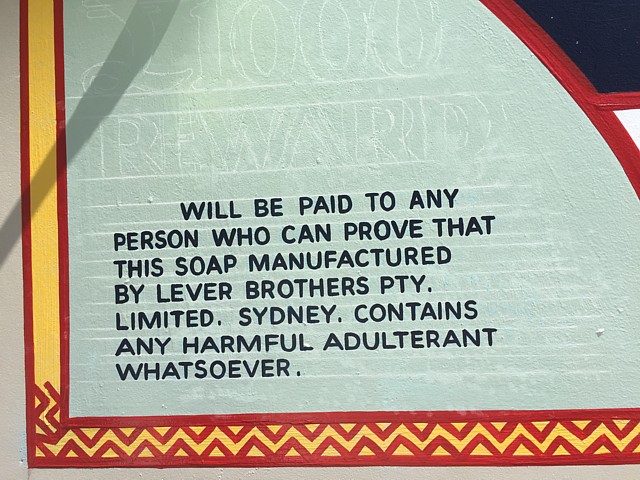 £1000
REWARD
WILL BE PAID TO ANY
PERSON WHO CAN PROVE THAT
THIS SOAP MANUFACTURED
BY LEVER BROTHERS PTY.
LIMITED. SYDNEY. CONTAINS
ANY HARMFUL ADULTERANT
WHATSOEVER.